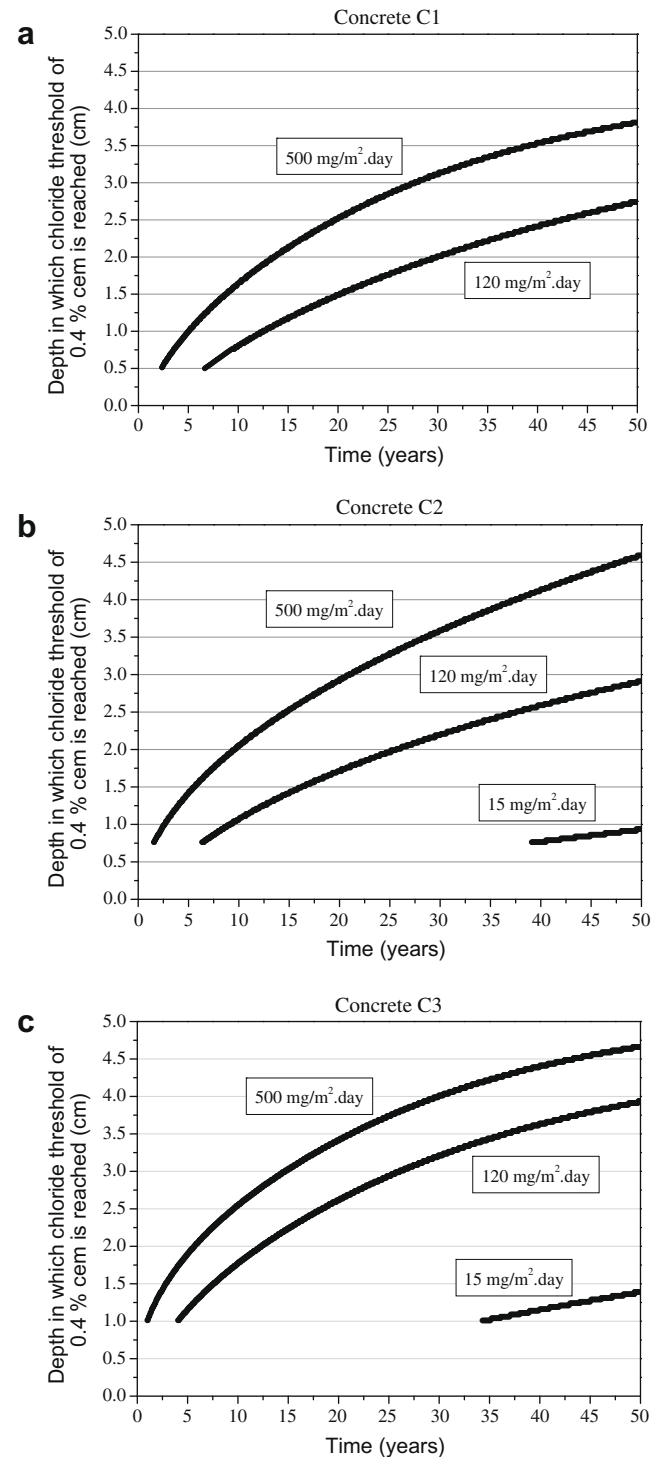 a
Concrete C1
Depth in which chloride threshold of
0.4 % cem is reached (cm)
5.0
4.5
4.0
3.5
3.0
2.5
2.0
1.5
1.0
0.5
0.0
500 mg/m².day
120 mg/m².day
0 5 10 15 20 25 30 35 40 45 50
Time (years)
b
Concrete C2
Depth in which chloride threshold of
0.4 % cem is reached (cm)
5.0
4.5
4.0
3.5
3.0
2.5
2.0
1.5
1.0
0.5
0.0
500 mg/m².day
120 mg/m².day
15 mg/m².day
0 5 10 15 20 25 30 35 40 45 50
Time (years)
c
Concrete C3
Depth in which chloride threshold of
0.4 % cem is reached (cm)
5.0
4.5
4.0
3.5
3.0
2.5
2.0
1.5
1.0
0.5
0.0
500 mg/m².day
120 mg/m².day
15 mg/m².day
0 5 10 15 20 25 30 35 40 45 50
Time (years)